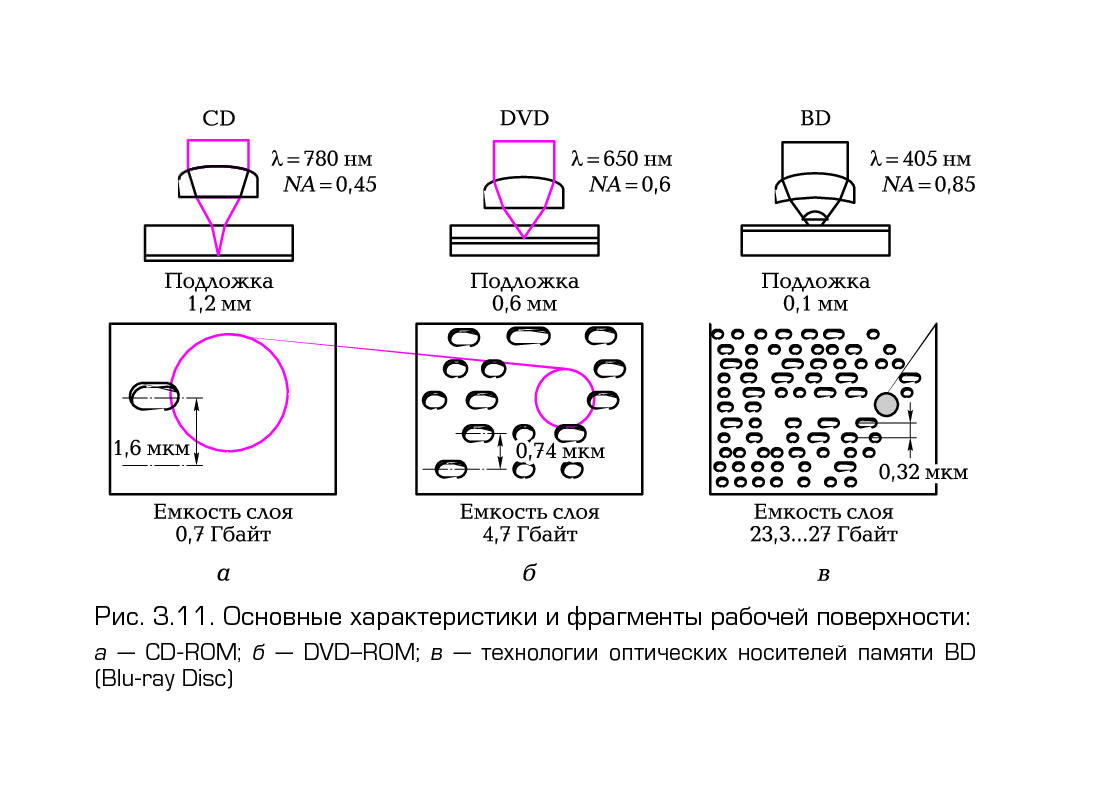 CD
λ = 780 нм
NA = 0,45
Подложка
1,2 мм
1,6 мкм
Емкость слоя
0,7 Гбайт
а
DVD
λ = 650 нм
NA = 0,6
Подложка
0,6 мм
0,74 мкм
Емкость слоя
4,7 Гбайт
б
BD
λ = 405 нм
NA = 0,85
Подложка
0,1 мм
0,32 мкм
Емкость слоя
23,3...27 Гбайт
в
Рис. 3.11. Основные характеристики и фрагменты рабочей поверхности:
а — CD-ROM; б — DVD–ROM; в — технологии оптических носителей памяти BD
(Blu-ray Disc)